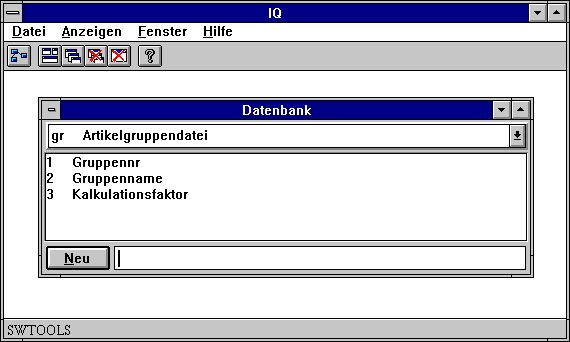 IQ
Datei Anzeigen Fenster Hilfe
?
Datenbank
gr Artikelgruppendatei
1 Gruppennr
2 Gruppenname
3 Kalkulationsfaktor
Neu
SWTOOLS